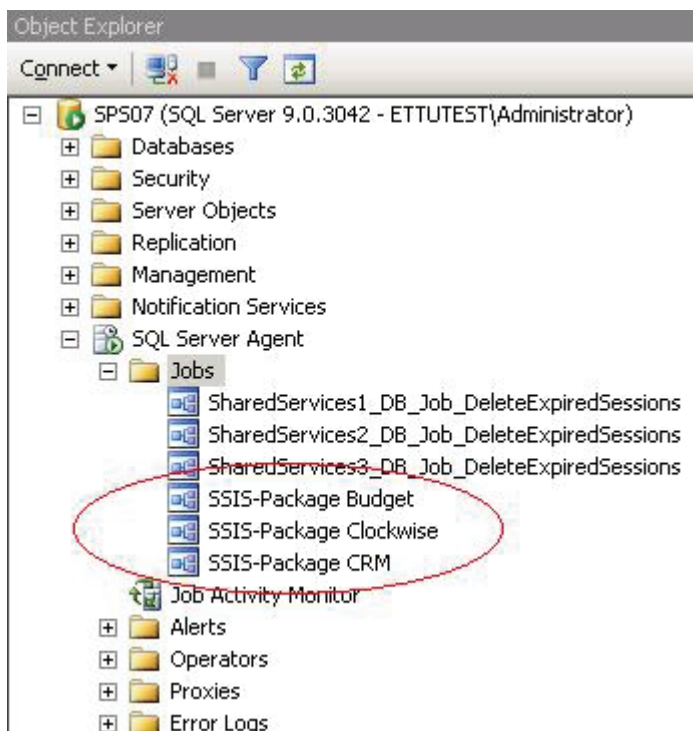 Object Explorer
Connect
SPS07 (SQL Server 9.0.3042 - ETTUTEST\Administrator)
Databases
Security
Server Objects
Replication
Management
Notification Services
SQL Server Agent
Jobs
SharedServices1_DB_Job_DeleteExpiredSessions
SharedServices2_DB_Job_DeleteExpiredSessions
SharedServices3_DB_Job_DeleteExpiredSessions
SSIS-Package Budget
SSIS-Package Clockwise
SSIS-Package CRM
Job Activity Monitor
Alerts
Operators
Proxies
Error Logs